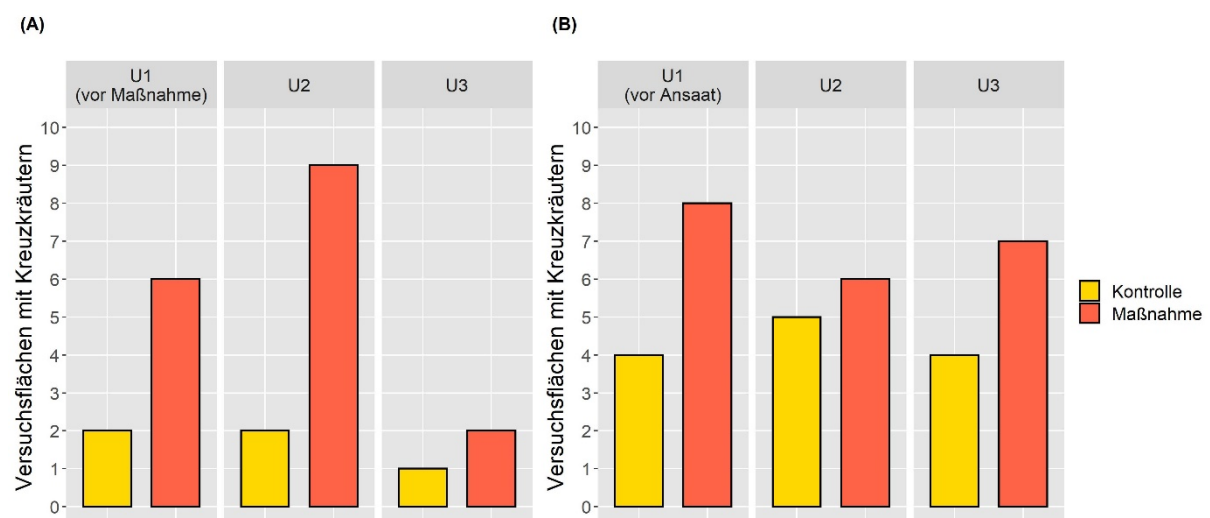 (A)
U1
(vor Maßnahme)
U2
U3
Versuchsflächen mit Kreuzkräutern
10
9
8
7
6
5
4
3
2
1
0
(B)
U1
(vor Ansaat)
U2
U3
Versuchsflächen mit Kreuzkräutern
10
9
8
7
6
5
4
3
2
1
0
Kontrolle
Maßnahme